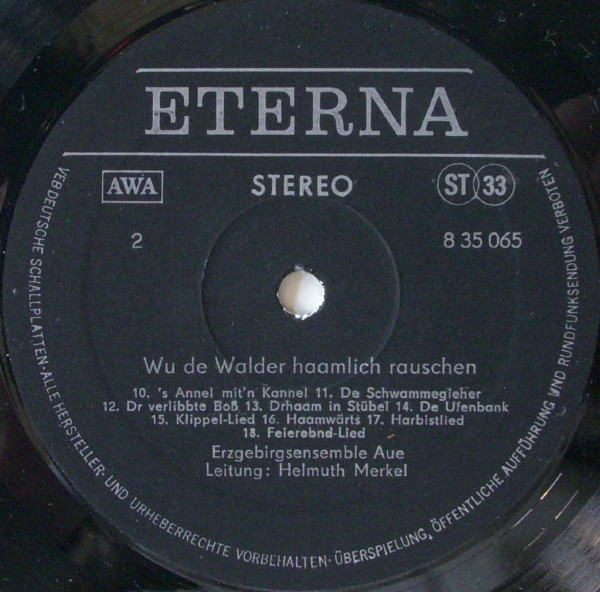 ETERNA
AWA
STEREO
ST 33
2
8 35 065
Wu de Walder haamlich rauschen
10. 's Annel mit'n Kannel 11. De Schwammegieher
12. Dr verlibbte Boß 13. Drhaam in Stübel 14. De Ufenbank
15. Klippel-Lied 16. Haamwärts 17. Harbistlied
18. Feierobnd-Lied
Erzgebirgsensemble Aue
Leitung: Helmuth Merkel
VEB DEUTSCHE SCHALLPLATTEN · ALLE HERSTELLER- UND URHEBERRECHTE VORBEHALTEN · ÜBERSPIELUNG, ÖFFENTLICHE AUFFÜHRUNG UND RUNDFUNKSENDUNG VERBOTEN